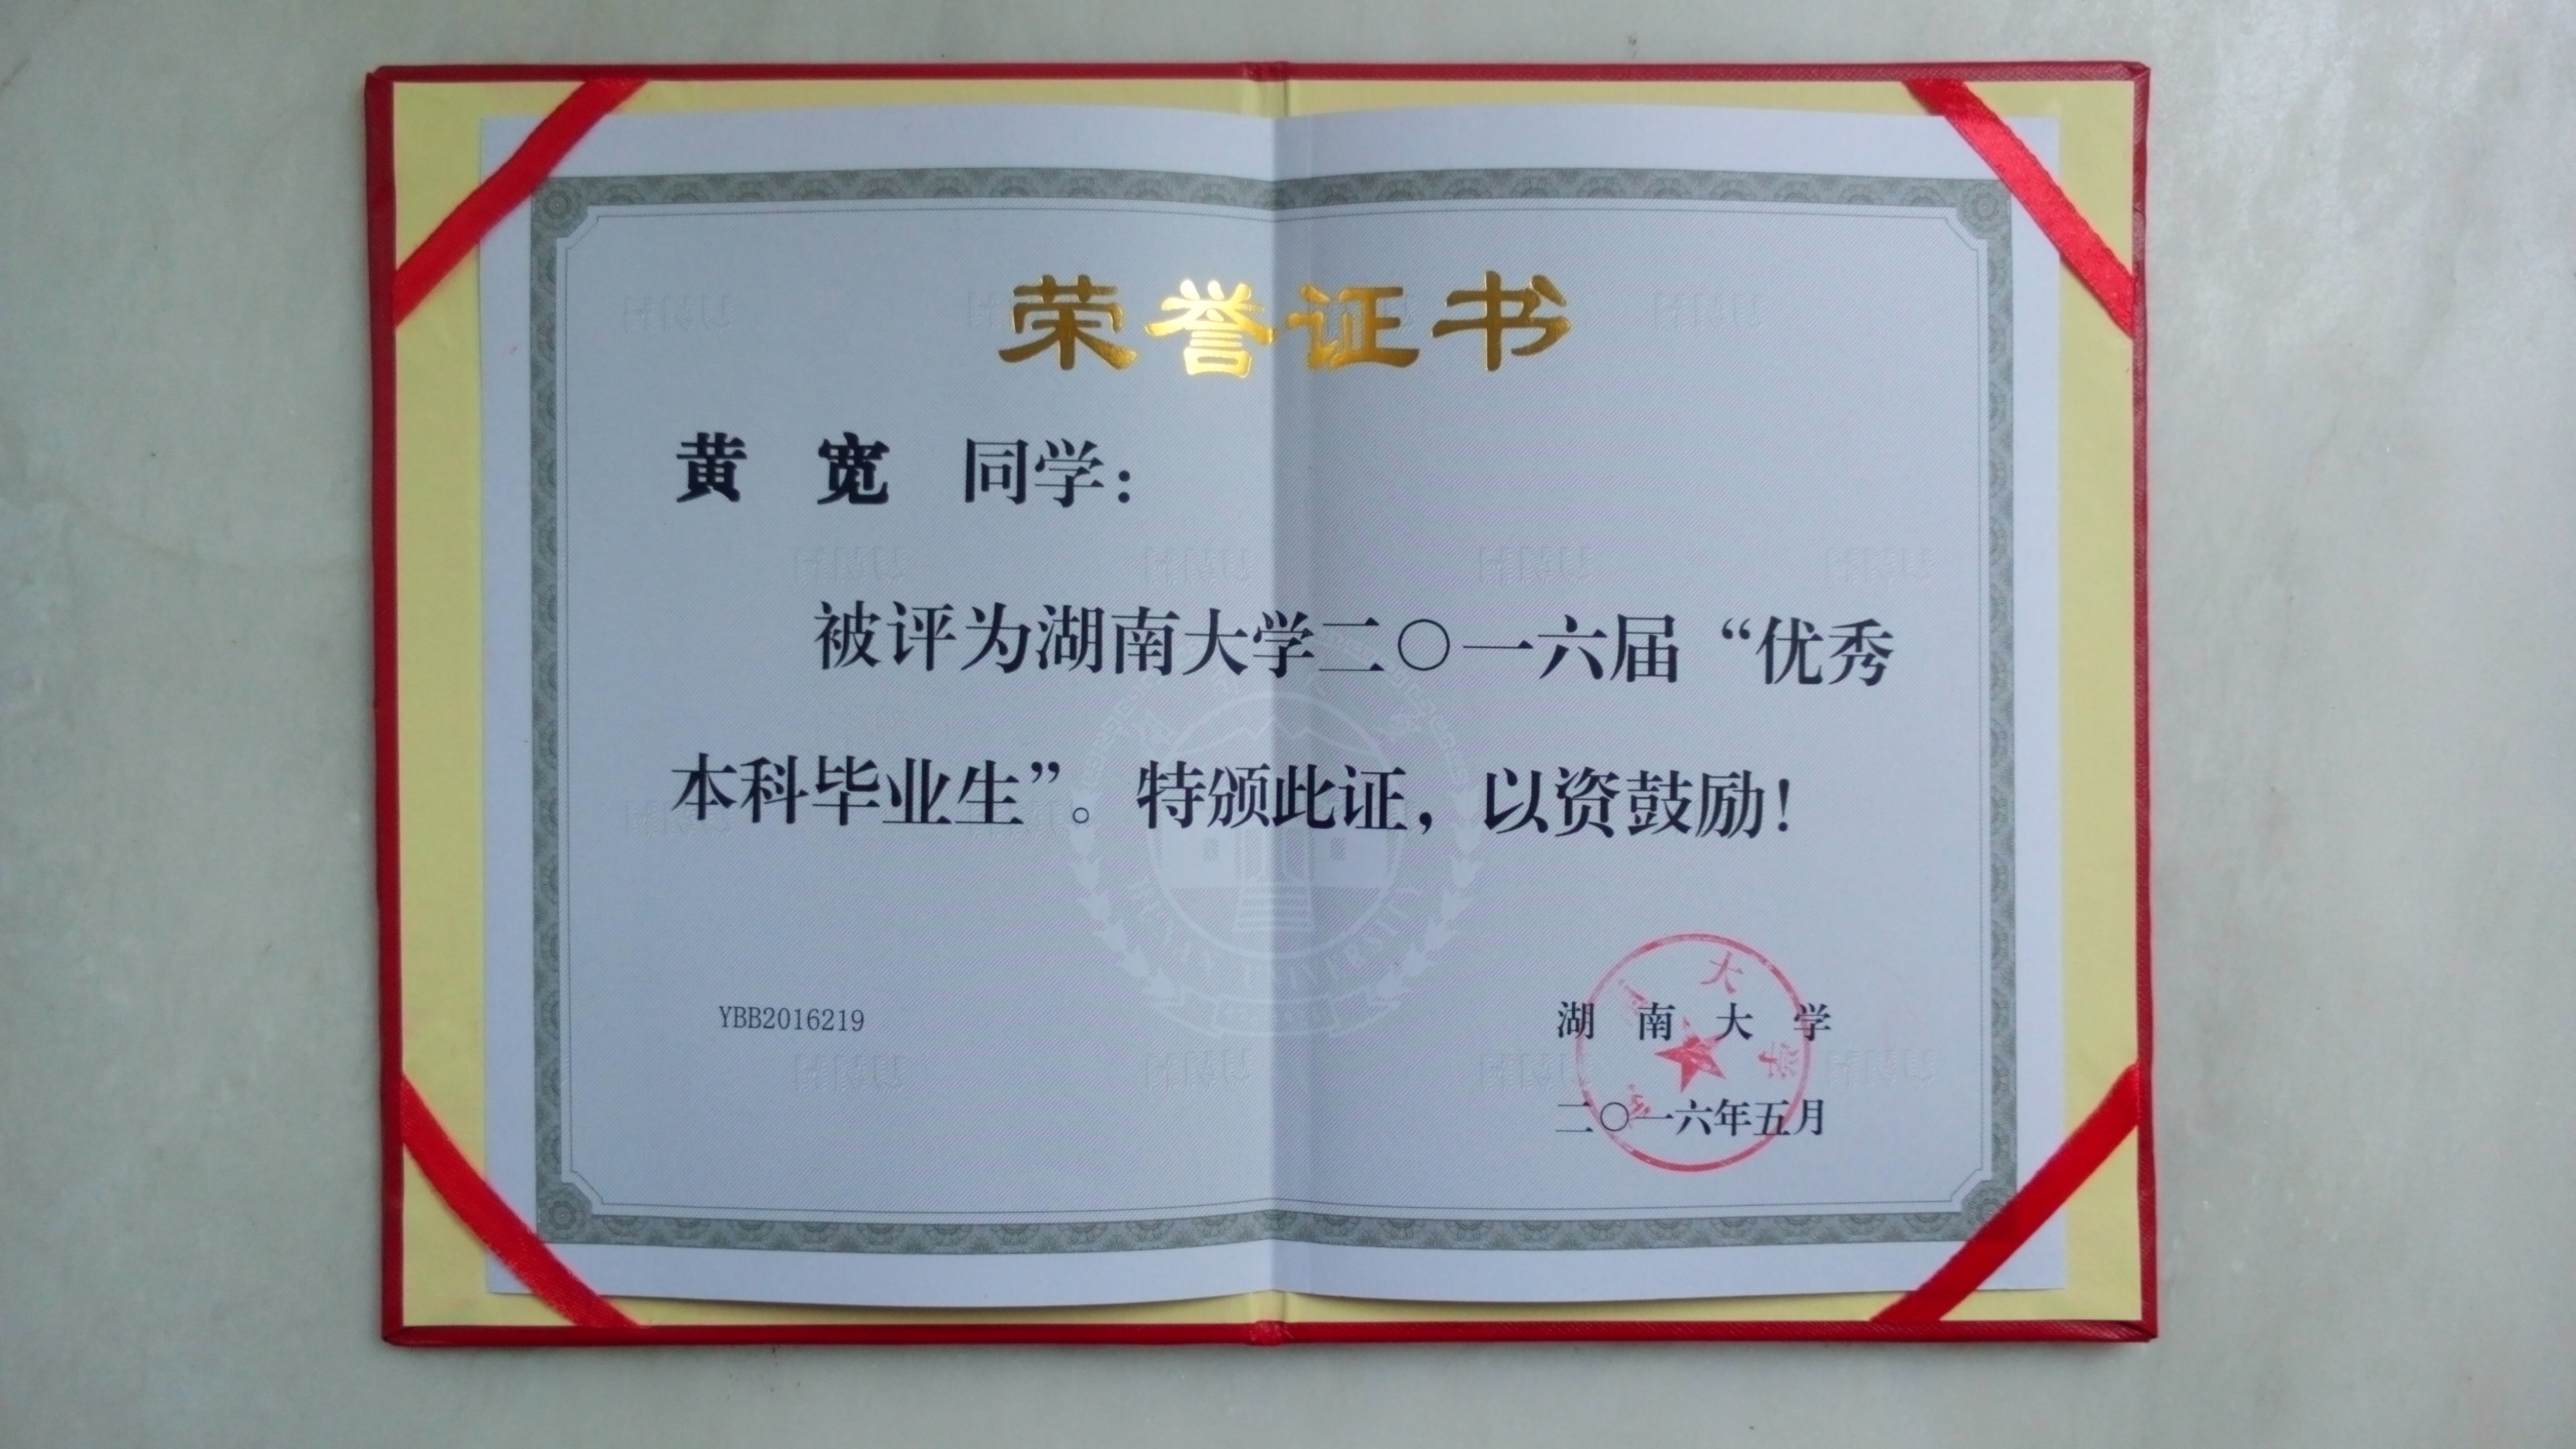 荣誉证书
黄 宽 同学：
被评为湖南大学二〇一六届“优秀
本科毕业生”。特颁此证，以资鼓励！
YBB2016219
湖 南 大 学
二〇一六年五月
HUNAN UNIVERSITY